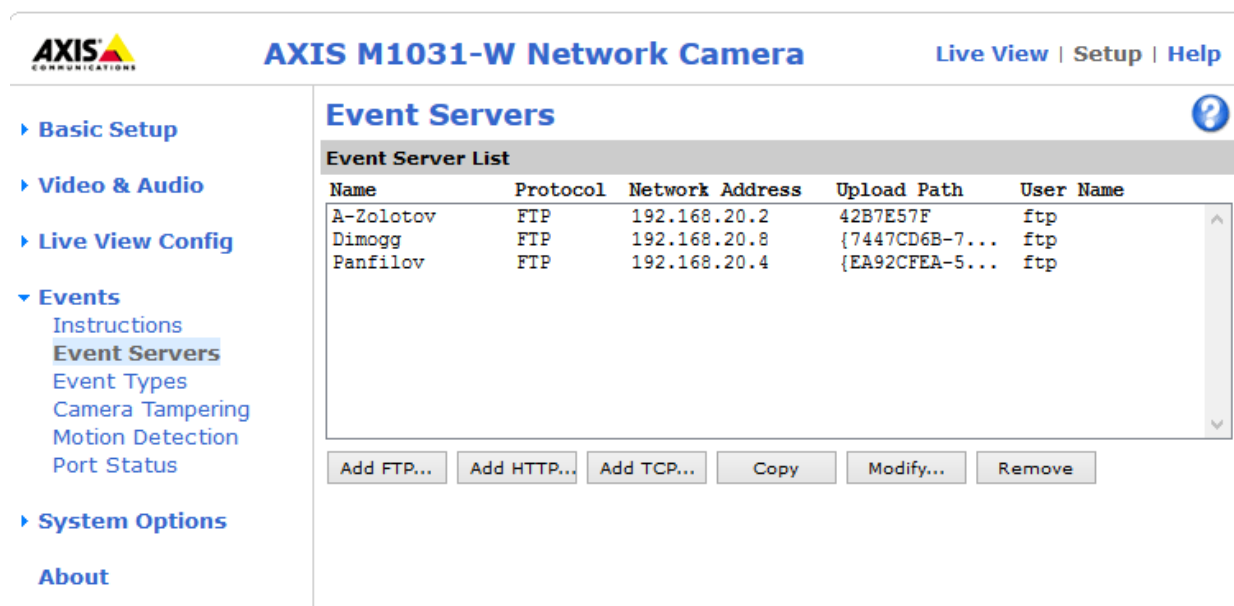 AXIS COMMUNICATIONS
AXIS M1031-W Network Camera
Live View | Setup | Help
Basic Setup
Video & Audio
Live View Config
Events
Instructions
Event Servers
Event Types
Camera Tampering
Motion Detection
Port Status
System Options
About
Event Servers
?
Event Server List
Name Protocol Network Address Upload Path User Name
A-Zolotov FTP 192.168.20.2 42B7E57F ftp
Dimogg FTP 192.168.20.8 {7447CD6B-7... ftp
Panfilov FTP 192.168.20.4 {EA92CFEA-5... ftp
Add FTP... Add HTTP... Add TCP... Copy Modify... Remove